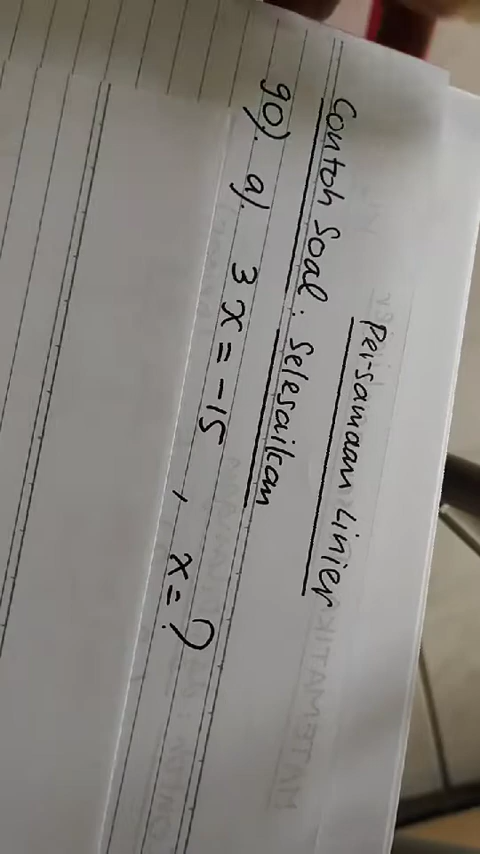 Persamaan Linier
Contoh Soal : Selesaikan
90). a). 3x = -15 , x = ?